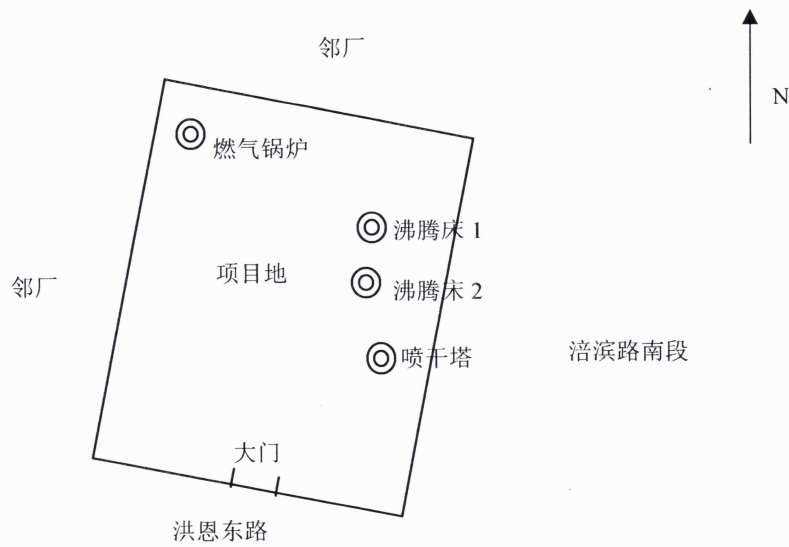 邻厂
N
燃气锅炉
沸腾床 1
项目地
邻厂
沸腾床 2
涪滨路南段
喷干塔
大门
洪恩东路